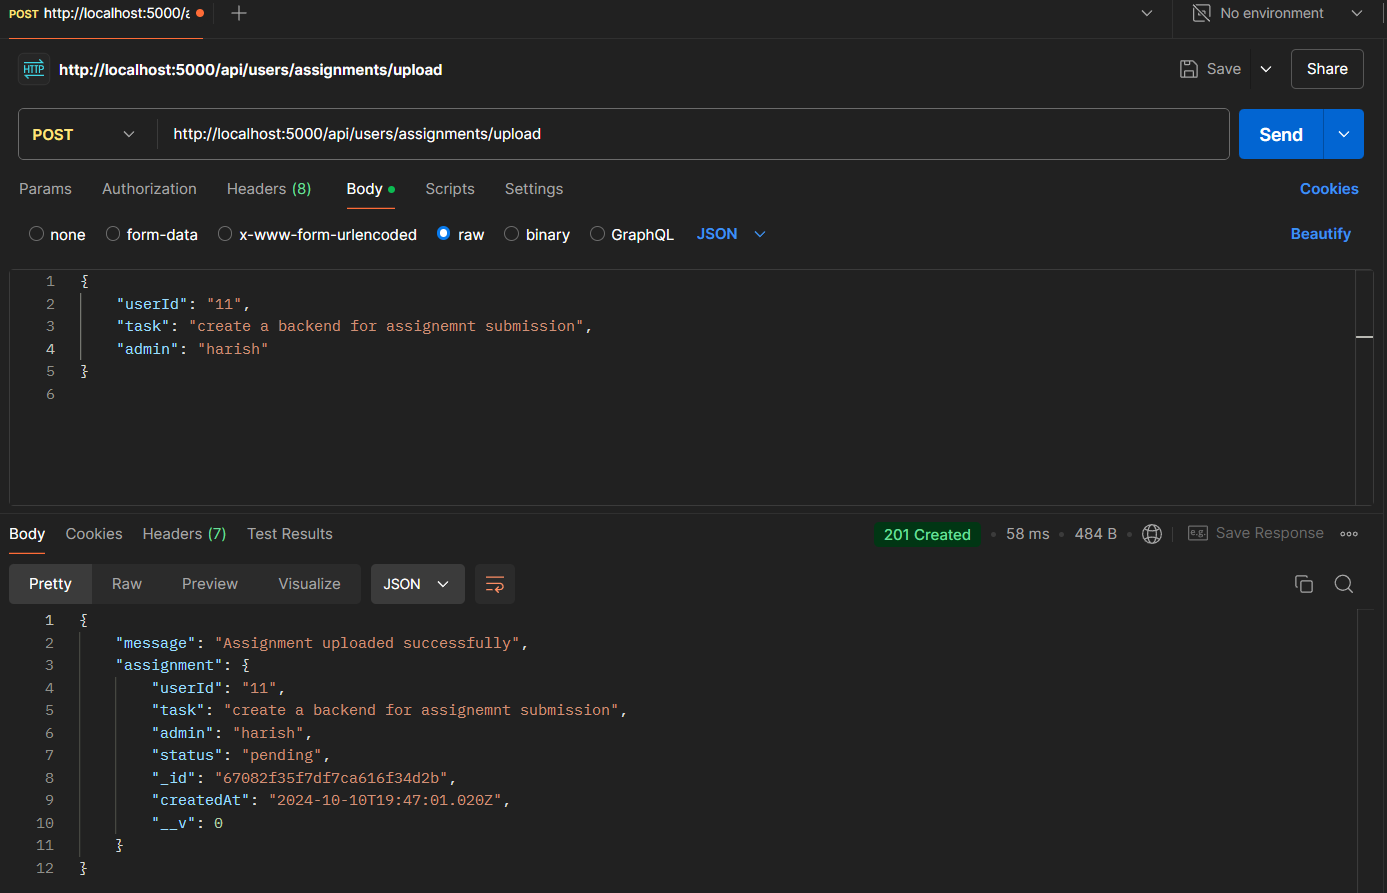 POST http://localhost:5000/a
No environment
HTTP http://localhost:5000/api/users/assignments/upload
Save
Share
POST http://localhost:5000/api/users/assignments/upload
Send
Params Authorization Headers (8) Body Scripts Settings Cookies
none form-data x-www-form-urlencoded raw binary GraphQL JSON Beautify
1 {
2 "userId": "11",
3 "task": "create a backend for assignemnt submission",
4 "admin": "harish"
5 }
6
Body Cookies Headers (7) Test Results 201 Created 58 ms 484 B e.g. Save Response
Pretty Raw Preview Visualize JSON
1 {
2 "message": "Assignment uploaded successfully",
3 "assignment": {
4 "userId": "11",
5 "task": "create a backend for assignemnt submission",
6 "admin": "harish",
7 "status": "pending",
8 "_id": "67082f35f7df7ca616f34d2b",
9 "createdAt": "2024-10-10T19:47:01.020Z",
10 "__v": 0
11 }
12 }